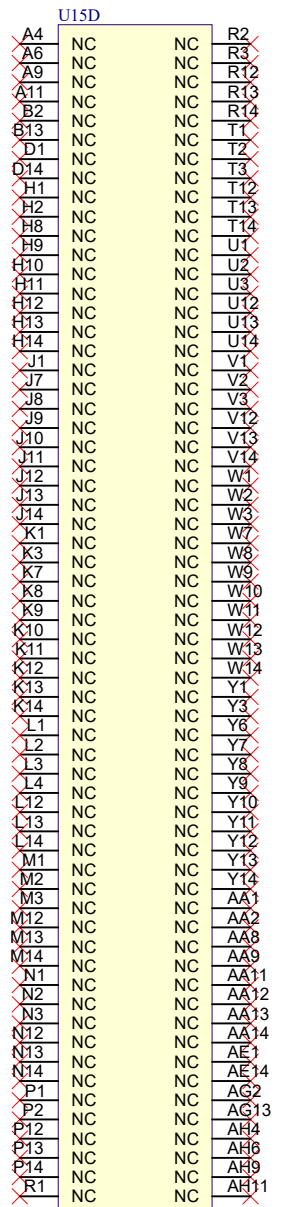 U15D
A4 NC NC R2
A6 NC NC R3
A9 NC NC R12
A11 NC NC R13
B2 NC NC R14
B13 NC NC T1
D1 NC NC T2
D14 NC NC T3
H1 NC NC T12
H2 NC NC T13
H8 NC NC T14
H9 NC NC U1
H10 NC NC U2
H11 NC NC U3
H12 NC NC U12
H13 NC NC U13
H14 NC NC U14
J1 NC NC V1
J7 NC NC V2
J8 NC NC V3
J9 NC NC V12
J10 NC NC V13
J11 NC NC V14
J12 NC NC W1
J13 NC NC W2
J14 NC NC W3
K1 NC NC W7
K3 NC NC W8
K7 NC NC W9
K8 NC NC W10
K9 NC NC W11
K10 NC NC W12
K11 NC NC W13
K12 NC NC W14
K13 NC NC Y1
K14 NC NC Y3
L1 NC NC Y6
L2 NC NC Y7
L3 NC NC Y8
L4 NC NC Y9
L12 NC NC Y10
L13 NC NC Y11
L14 NC NC Y12
M1 NC NC Y13
M2 NC NC Y14
M3 NC NC AA1
M12 NC NC AA2
M13 NC NC AA8
M14 NC NC AA9
N1 NC NC AA11
N2 NC NC AA12
N3 NC NC AA13
N12 NC NC AA14
N13 NC NC AE1
N14 NC NC AE14
P1 NC NC AG2
P2 NC NC AG13
P12 NC NC AH4
P13 NC NC AH6
P14 NC NC AH9
R1 NC NC AH11